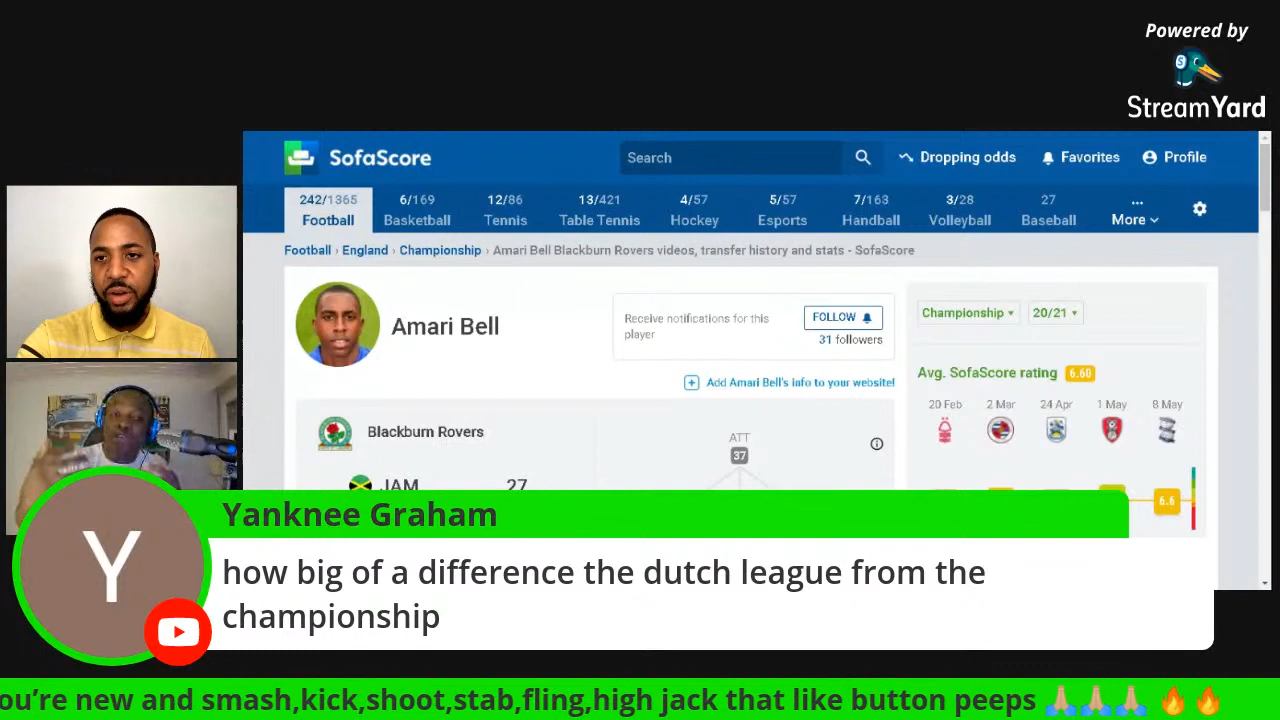 Powered by
StreamYard
SofaScore
Search
Dropping odds
Favorites
Profile
242/1365
Football
6/169
Basketball
12/86
Tennis
13/421
Table Tennis
4/57
Hockey
5/57
Esports
7/163
Handball
3/28
Volleyball
27
Baseball
...
More
Football › England › Championship › Amari Bell Blackburn Rovers videos, transfer history and stats - SofaScore
Amari Bell
Receive notifications for this
player
FOLLOW
31 followers
Add Amari Bell's info to your website!
Championship
20/21
Avg. SofaScore rating 6.60
20 Feb 2 Mar 24 Apr 1 May 8 May
6.6
Blackburn Rovers
JAM 27
ATT
37
Yanknee Graham
Y
how big of a difference the dutch league from the
championship
ou’re new and smash,kick,shoot,stab,fling,high jack that like button peeps 🙏🏼🙏🏼🙏🏼 🔥🔥